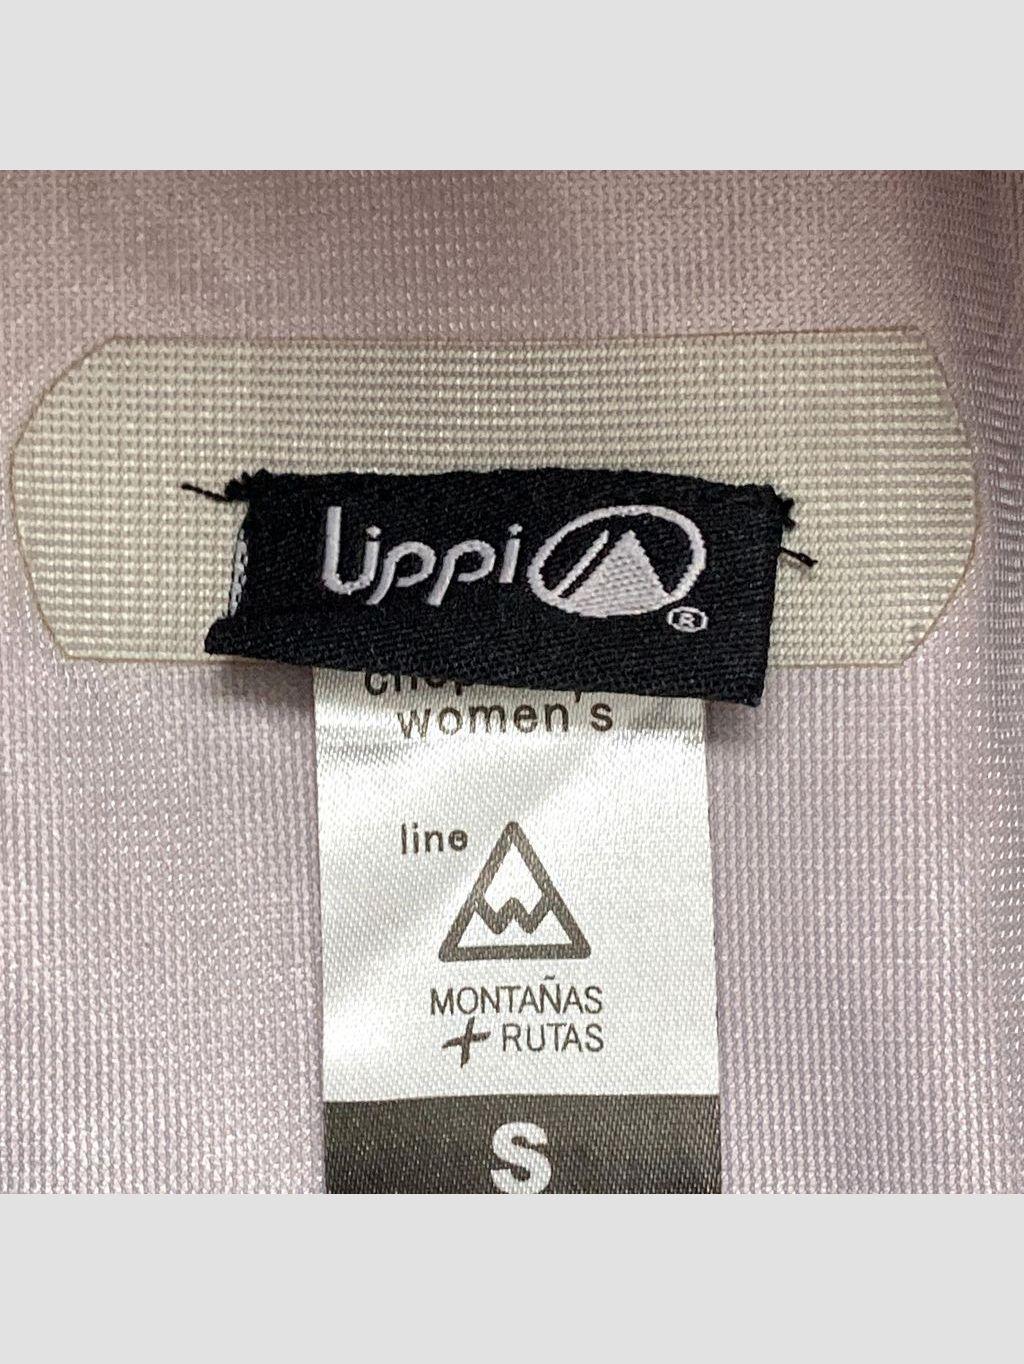 Lippi
®
women's
line
MONTAÑAS
+ RUTAS
S